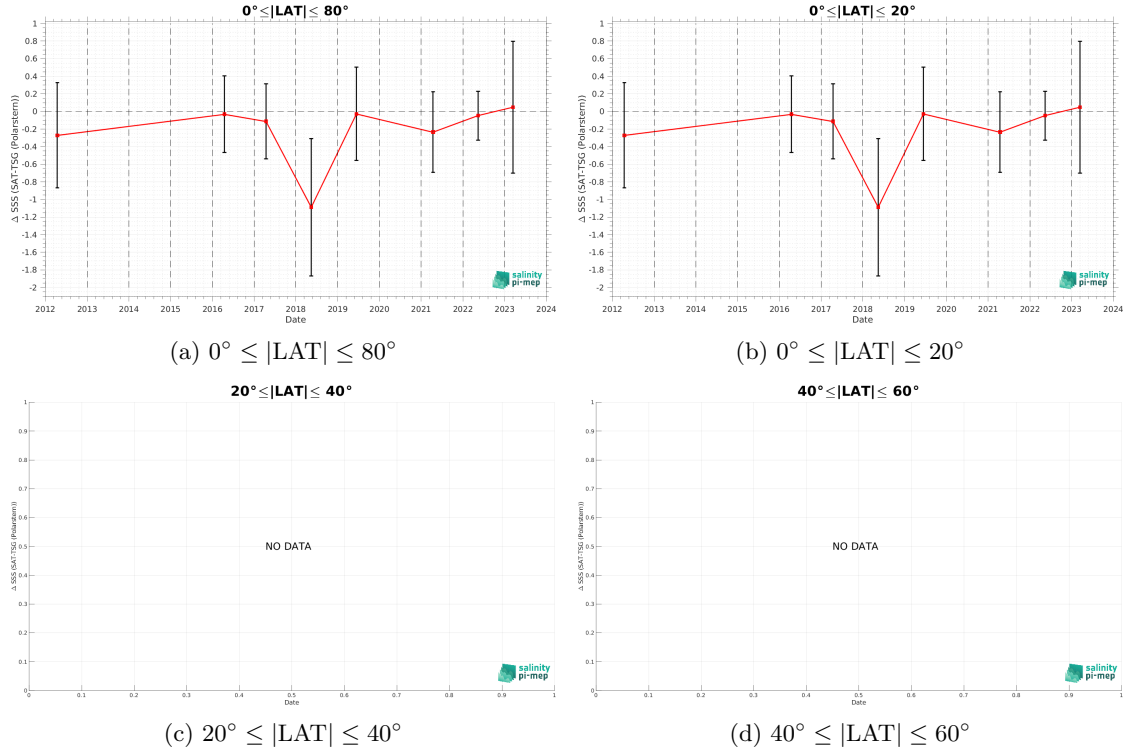 0°≤|LAT|≤ 80°
Δ SSS (SAT-TSG (Polarstern))
1
0.8
0.6
0.4
0.2
0
-0.2
-0.4
-0.6
-0.8
-1
-1.2
-1.4
-1.6
-1.8
-2
2012 2013 2014 2015 2016 2017 2018 2019 2020 2021 2022 2023 2024
Date
salinity
pi-mep
(a) 0° ≤ |LAT| ≤ 80°
0°≤|LAT|≤ 20°
Δ SSS (SAT-TSG (Polarstern))
1
0.8
0.6
0.4
0.2
0
-0.2
-0.4
-0.6
-0.8
-1
-1.2
-1.4
-1.6
-1.8
-2
2012 2013 2014 2015 2016 2017 2018 2019 2020 2021 2022 2023 2024
Date
salinity
pi-mep
(b) 0° ≤ |LAT| ≤ 20°
20°≤|LAT|≤ 40°
Δ SSS (SAT-TSG (Polarstern))
1
0.9
0.8
0.7
0.6
0.5
0.4
0.3
0.2
0.1
0
NO DATA
0 0.1 0.2 0.3 0.4 0.5 0.6 0.7 0.8 0.9 1
Date
salinity
pi-mep
(c) 20° ≤ |LAT| ≤ 40°
40°≤|LAT|≤ 60°
Δ SSS (SAT-TSG (Polarstern))
1
0.9
0.8
0.7
0.6
0.5
0.4
0.3
0.2
0.1
0
NO DATA
0 0.1 0.2 0.3 0.4 0.5 0.6 0.7 0.8 0.9 1
Date
salinity
pi-mep
(d) 40° ≤ |LAT| ≤ 60°